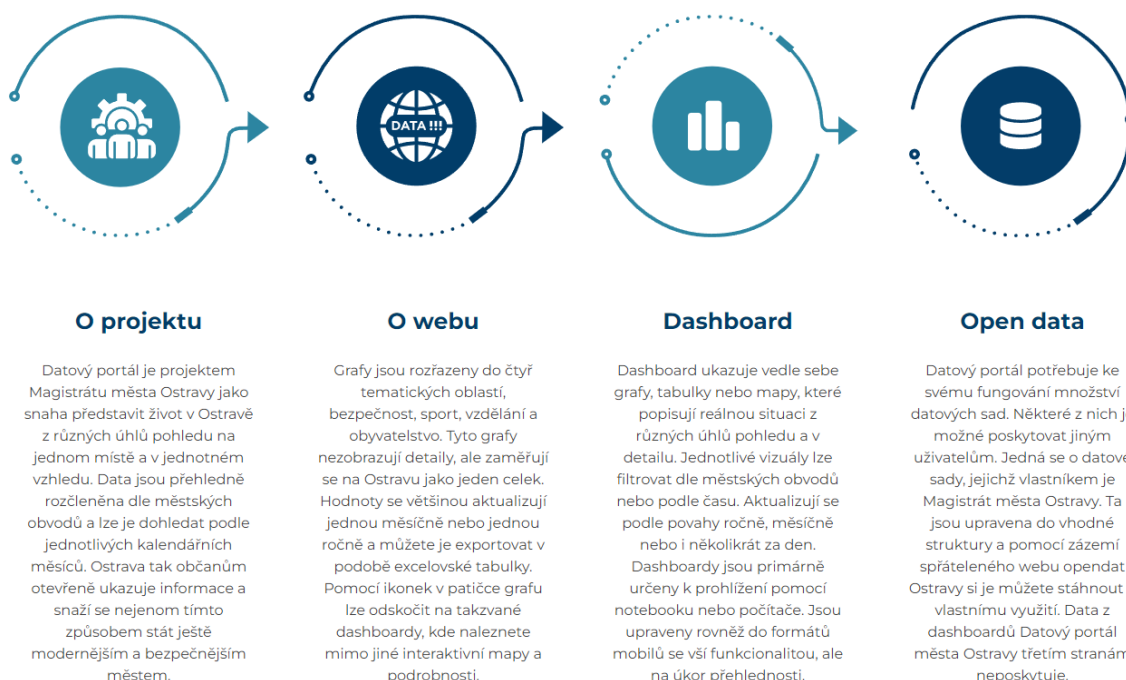 DATA !!!
O projektu
Datový portál je projektem
Magistrátu města Ostravy jako
snaha představit život v Ostravě
z různých úhlů pohledu na
jednom místě a v jednotném
vzhledu. Data jsou přehledně
rozčleněna dle městských
obvodů a lze je dohledat podle
jednotlivých kalendářních
měsíců. Ostrava tak občanům
otevřeně ukazuje informace a
snaží se nejenom tímto
způsobem stát ještě
modernějším a bezpečnějším
městem.
O webu
Grafy jsou rozřazeny do čtyř
tematických oblastí,
bezpečnost, sport, vzdělání a
obyvatelstvo. Tyto grafy
nezobrazují detaily, ale zaměřují
se na Ostravu jako jeden celek.
Hodnoty se většinou aktualizují
jednou měsíčně nebo jednou
ročně a můžete je exportovat v
podobě excelovské tabulky.
Pomocí ikonek v patičce grafu
lze odskočit na takzvané
dashboardy, kde naleznete
mimo jiné interaktivní mapy a
podrobnosti.
Dashboard
Dashboard ukazuje vedle sebe
grafy, tabulky nebo mapy, které
popisují reálnou situaci z
různých úhlů pohledu a v
detailu. Jednotlivé vizuály lze
filtrovat dle městských obvodů
nebo podle času. Aktualizují se
podle povahy ročně, měsíčně
nebo i několikrát za den.
Dashboardy jsou primárně
určeny k prohlížení pomocí
notebooku nebo počítače. Jsou
upraveny rovněž do formátů
mobilů se vší funkcionalitou, ale
na úkor přehlednosti.
Open data
Datový portál potřebuje ke
svému fungování množství
datových sad. Některé z nich
možné poskytovat jiným
uživatelům. Jedná se o datové
sady, jejichž vlastníkem je
Magistrát města Ostravy. Ta
jsou upravena do vhodné
struktury a pomocí zázemí
spřáteleného webu opendat
Ostravy si je můžete stáhnout
vlastnímu využití. Data z
dashboardů Datový portál
města Ostravy třetím stranám
neposkytuje.